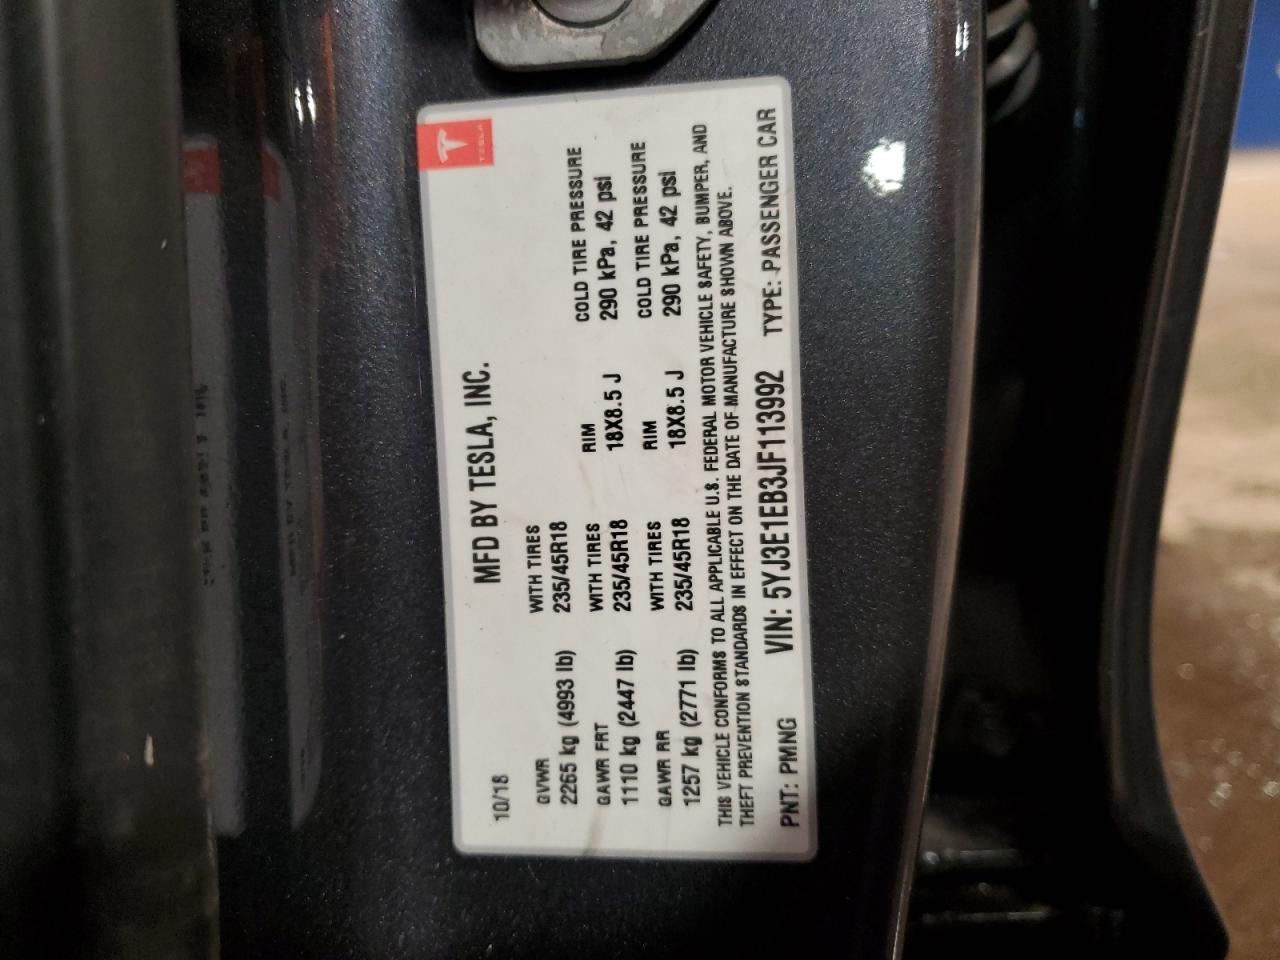 TESLA
MFD BY TESLA, INC.
10/18
GVWR WITH TIRES
2265 kg (4993 lb) 235/45R18
GAWR FRT WITH TIRES RIM COLD TIRE PRESSURE
1110 kg (2447 lb) 235/45R18 18X8.5 J 290 kPa, 42 psi
GAWR RR WITH TIRES RIM COLD TIRE PRESSURE
1257 kg (2771 lb) 235/45R18 18X8.5 J 290 kPa, 42 psi
THIS VEHICLE CONFORMS TO ALL APPLICABLE U.S. FEDERAL MOTOR VEHICLE SAFETY, BUMPER, AND
THEFT PREVENTION STANDARDS IN EFFECT ON THE DATE OF MANUFACTURE SHOWN ABOVE.
PNT: PMNG VIN: 5YJ3E1EB3JF113992 TYPE: PASSENGER CAR